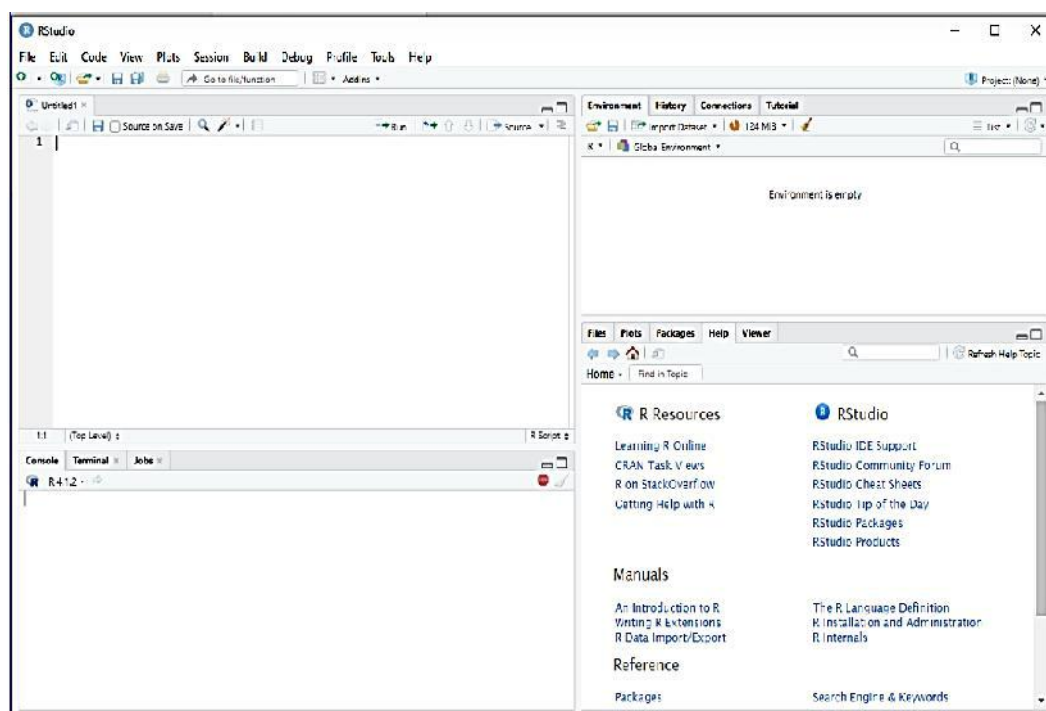 RStudio
File Edit Code View Plots Session Build Debug Profile Tools Help
Go to file/function Addins
Project: (None)
Untitled1
Source on Save Run Source
1
1:1 (Top Level) R Script
Console Terminal Jobs
R 4.1.2
Environment History Connections Tutorial
Import Dataset 124 MiB List
R Global Environment
Environment is empty
Files Plots Packages Help Viewer
Refresh Help Topic
Home Find in Topic
R Resources
Learning R Online
CRAN Task Views
R on StackOverflow
Getting Help with R
RStudio
RStudio IDE Support
RStudio Community Forum
RStudio Cheat Sheets
RStudio Tip of the Day
RStudio Packages
RStudio Products
Manuals
An Introduction to R
Writing R Extensions
R Data Import/Export
The R Language Definition
R Installation and Administration
R Internals
Reference
Packages
Search Engine & Keywords